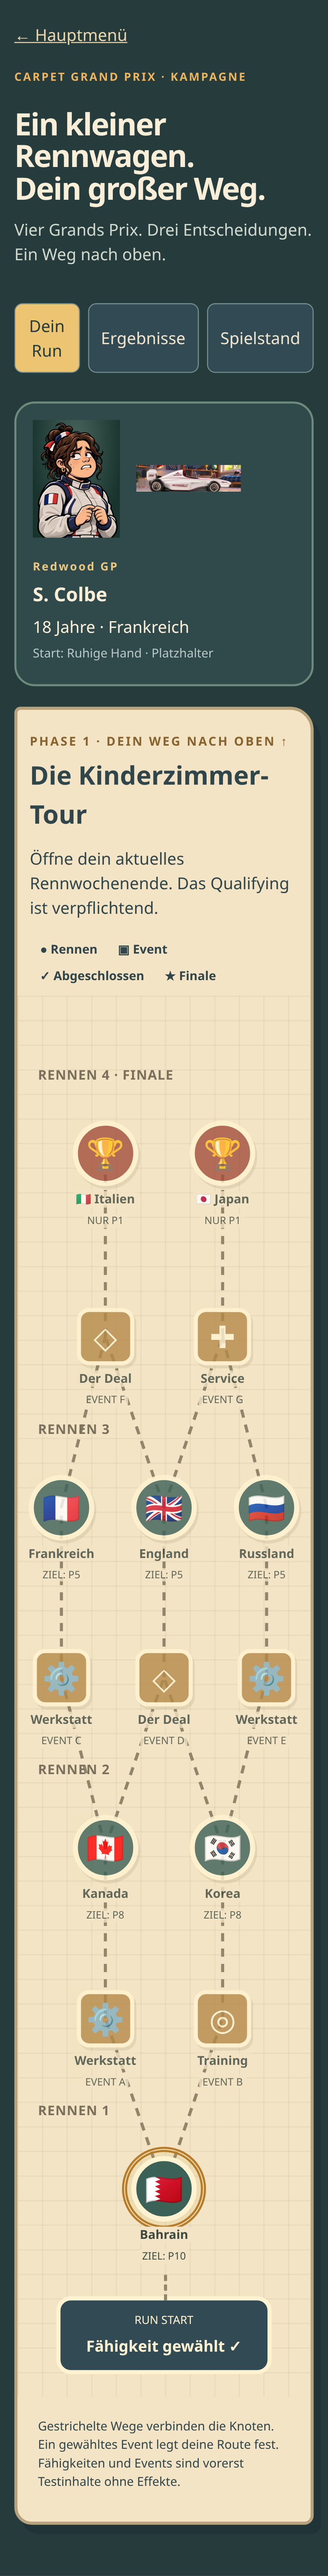 ← Hauptmenü
CARPET GRAND PRIX · KAMPAGNE
Ein kleiner
Rennwagen.
Dein großer Weg.
Vier Grands Prix. Drei Entscheidungen.
Ein Weg nach oben.
Dein
Run
Ergebnisse
Spielstand
Redwood GP
S. Colbe
18 Jahre · Frankreich
Start: Ruhige Hand · Platzhalter
PHASE 1 · DEIN WEG NACH OBEN ↑
Die Kinderzimmer-
Tour
Öffne dein aktuelles
Rennwochenende. Das Qualifying
ist verpflichtend.
● Rennen ▣ Event
✓ Abgeschlossen ★ Finale
RENNEN 4 · FINALE
🇮🇹 Italien 🇯🇵 Japan
NUR P1 NUR P1
Der Deal Service
EVENT F EVENT G
RENNEN 3
Frankreich England Russland
ZIEL: P5 ZIEL: P5 ZIEL: P5
Werkstatt Der Deal Werkstatt
EVENT C EVENT D EVENT E
RENNEN 2
Kanada Korea
ZIEL: P8 ZIEL: P8
Werkstatt Training
EVENT A EVENT B
RENNEN 1
Bahrain
ZIEL: P10
RUN START
Fähigkeit gewählt ✓
Gestrichelte Wege verbinden die Knoten.
Ein gewähltes Event legt deine Route fest.
Fähigkeiten und Events sind vorerst
Testinhalte ohne Effekte.